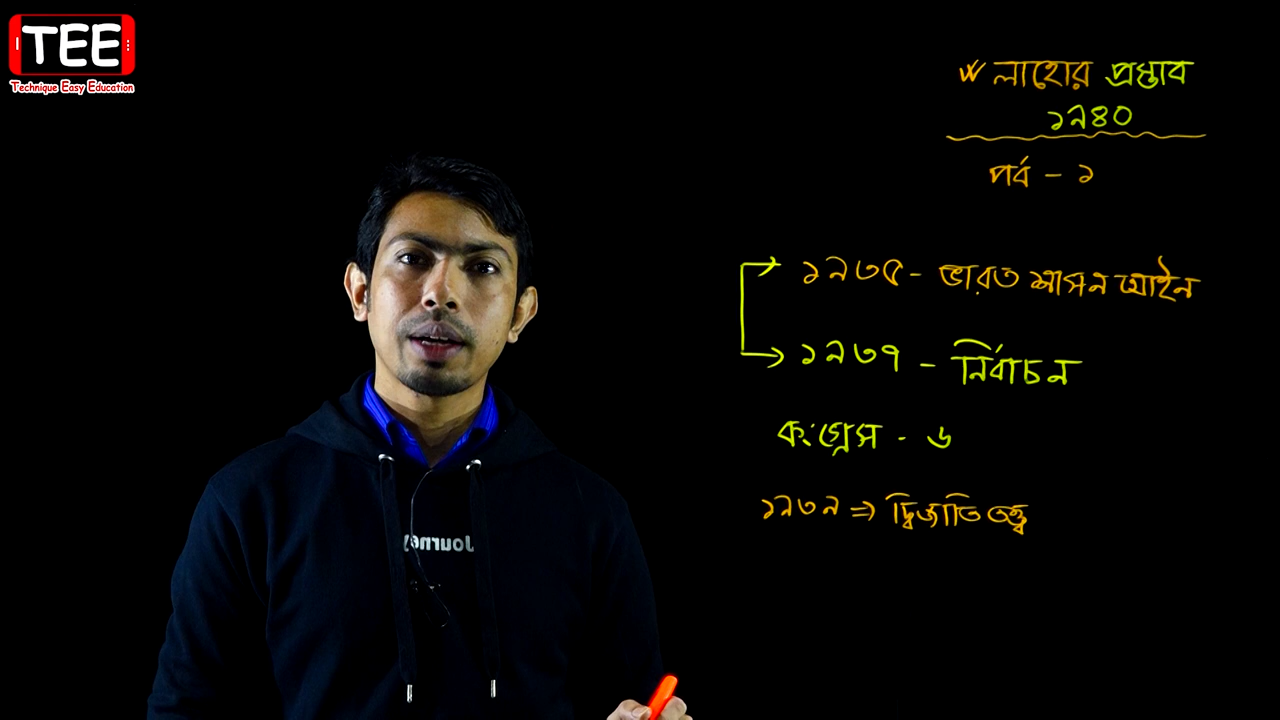 TEE
Technique Easy Education
লাহোর প্রস্তাব
১৯৪০
পর্ব - ১
১৯৩৫ - ভারত শাসন আইন
১৯৩৭ - নির্বাচন
কংগ্রেস - ৬
১৯৩৯ ⇒ দ্বিজাতি তত্ত্ব
Journey